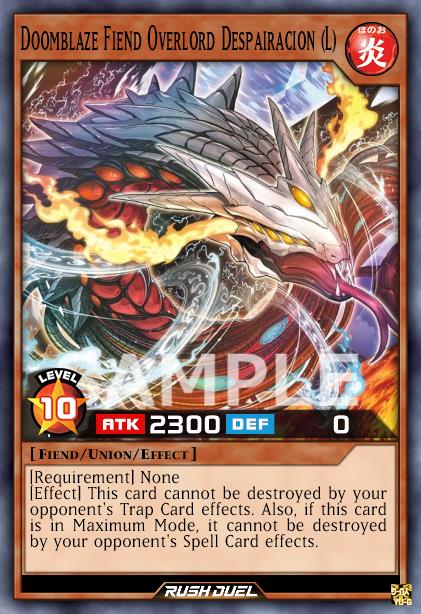 Doomblaze Fiend Overlord Despairacion (L)
ほのお
炎
SAMPLE
LEVEL
10
ATK 2300 DEF 0
[Fiend/Union/Effect]
[Requirement] None
[Effect] This card cannot be destroyed by your
opponent's Trap Card effects. Also, if this card
is in Maximum Mode, it cannot be destroyed
by your opponent's Spell Card effects.
RUSH DUEL